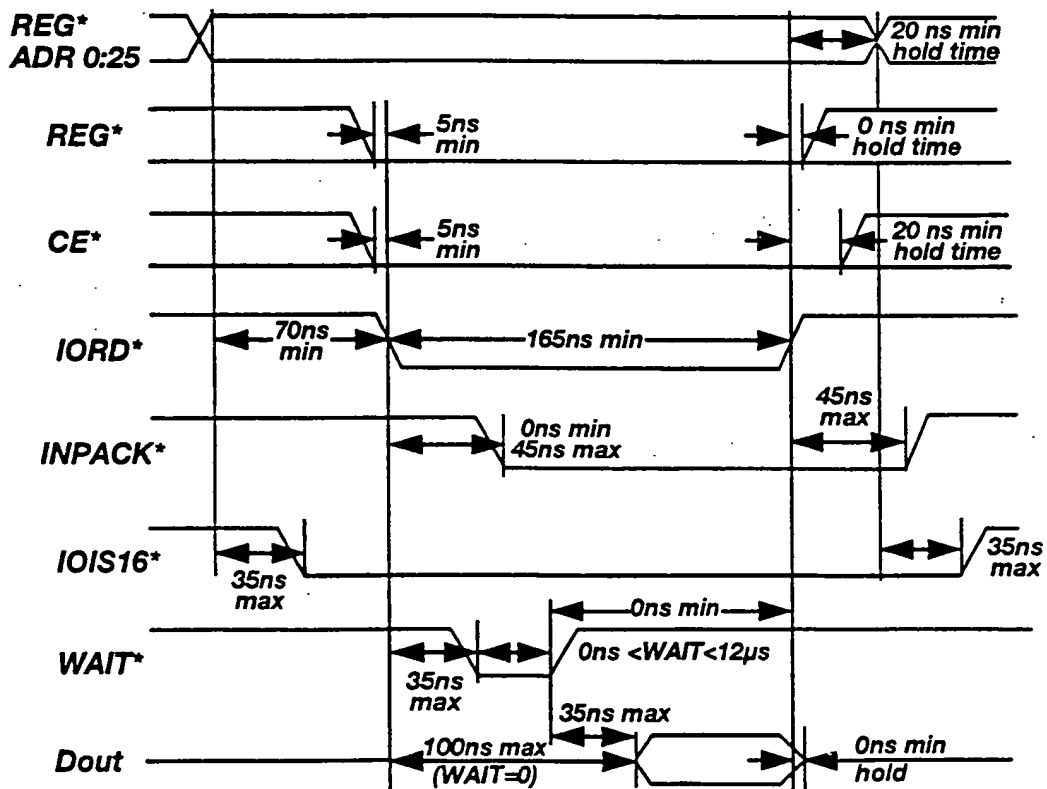 REG*
ADR 0:25
20 ns min
hold time
REG*
5ns
min
0 ns min
hold time
CE*
5ns
min
20 ns min
hold time
IORD*
70ns
min
165ns min
INPACK*
0ns min
45ns max
45ns
max
IOIS16*
35ns
max
35ns
max
WAIT*
0ns min
35ns
max
0ns <WAIT<12µs
Dout
35ns max
100ns max
(WAIT=0)
0ns min
hold